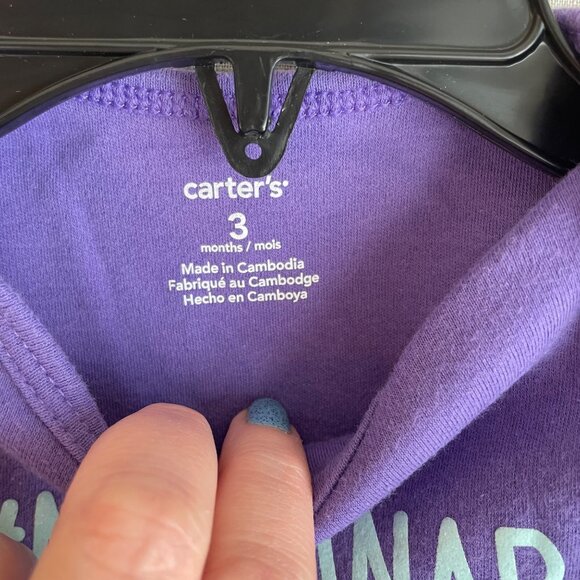 carter's
3
months / mois
Made in Cambodia
Fabriqué au Cambodge
Hecho en Camboya